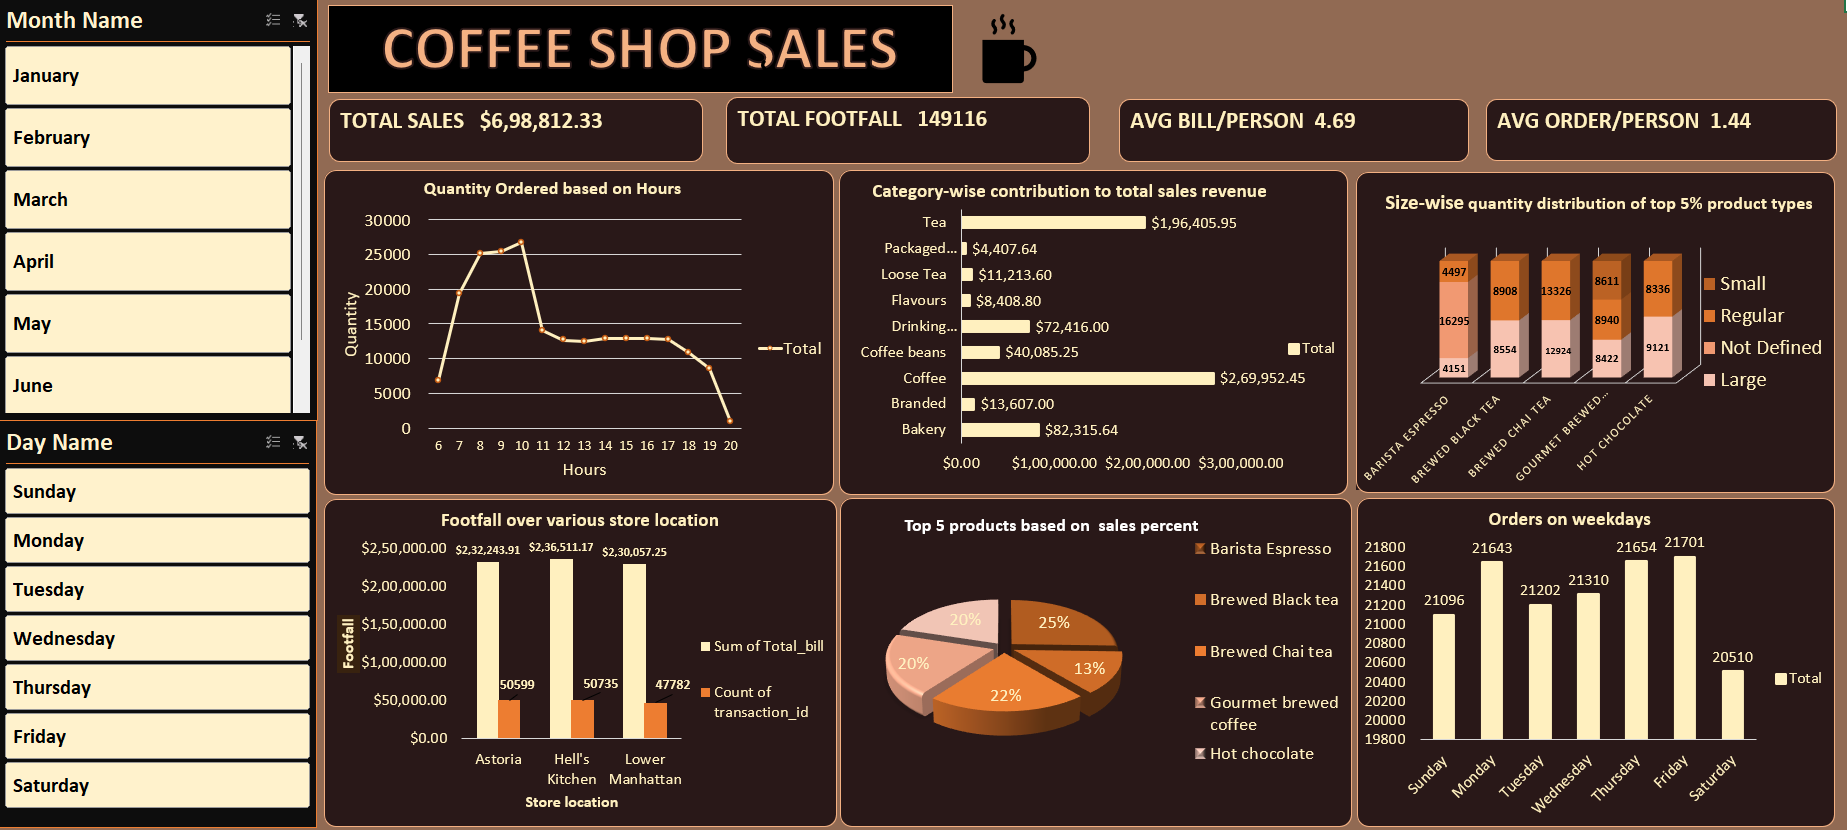 Month Name
January
February
March
April
May
June
Day Name
Sunday
Monday
Tuesday
Wednesday
Thursday
Friday
Saturday
COFFEE SHOP SALES
TOTAL SALES $6,98,812.33
TOTAL FOOTFALL 149116
AVG BILL/PERSON 4.69
AVG ORDER/PERSON 1.44
Quantity Ordered based on Hours
30000
25000
20000
15000
10000
5000
0
Quantity
6 7 8 9 10 11 12 13 14 15 16 17 18 19 20
Hours
Total
Category-wise contribution to total sales revenue
Tea $1,96,405.95
Packaged... $4,407.64
Loose Tea $11,213.60
Flavours $8,408.80
Drinking... $72,416.00
Coffee beans $40,085.25
Coffee $2,69,952.45
Branded $13,607.00
Bakery $82,315.64
$0.00 $1,00,000.00 $2,00,000.00 $3,00,000.00
Total
Size-wise quantity distribution of top 5% product types
4497
16295
4151
8908
8554
13326
12924
8611
8940
8422
8336
9121
BARISTA ESPRESSO
BREWED BLACK TEA
BREWED CHAI TEA
GOURMET BREWED...
HOT CHOCOLATE
Small
Regular
Not Defined
Large
Footfall over various store location
$2,50,000.00
$2,00,000.00
$1,50,000.00
$1,00,000.00
$50,000.00
$0.00
Footfall
$2,32,243.91 $2,36,511.17 $2,30,057.25
50599 50735 47782
Astoria
Hell's
Kitchen
Lower
Manhattan
Store location
Sum of Total_bill
Count of
transaction_id
Top 5 products based on sales percent
25%
13%
22%
20%
20%
Barista Espresso
Brewed Black tea
Brewed Chai tea
Gourmet brewed
coffee
Hot chocolate
Orders on weekdays
21800
21600
21400
21200
21000
20800
20600
20400
20200
20000
19800
21096
21643
21202
21310
21654
21701
20510
Sunday
Monday
Tuesday
Wednesday
Thursday
Friday
Saturday
Total